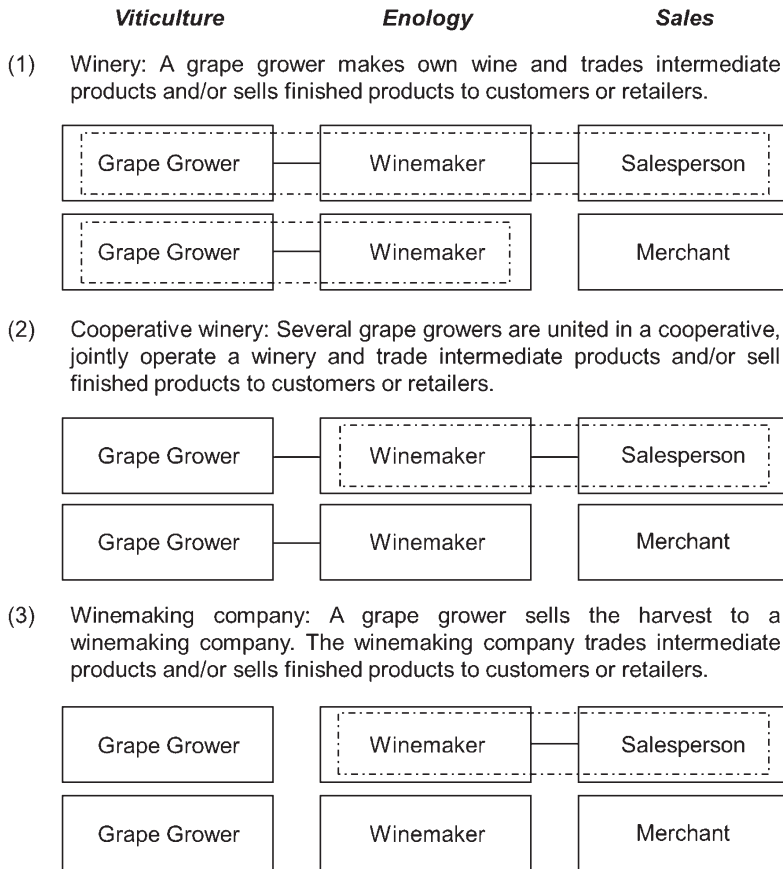 Viticulture Enology Sales
(1) Winery: A grape grower makes own wine and trades intermediate
products and/or sells finished products to customers or retailers.
Grape Grower Winemaker Salesperson
Grape Grower Winemaker Merchant
(2) Cooperative winery: Several grape growers are united in a cooperative,
jointly operate a winery and trade intermediate products and/or sell
finished products to customers or retailers.
Grape Grower Winemaker Salesperson
Grape Grower Winemaker Merchant
(3) Winemaking company: A grape grower sells the harvest to a
winemaking company. The winemaking company trades intermediate
products and/or sells finished products to customers or retailers.
Grape Grower Winemaker Salesperson
Grape Grower Winemaker Merchant